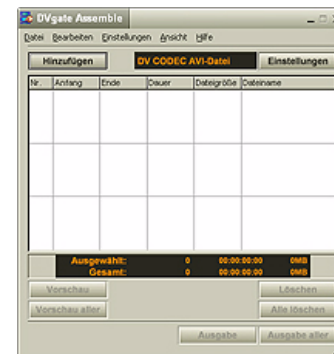 DVgate Assemble
Datei Bearbeiten Einstellungen Ansicht Hilfe
Hinzufügen DV CODEC AVI-Datei Einstellungen
Nr. Anfang Ende Dauer Dateigröße Dateiname
Ausgewählt: 0 00:00:00:00 0MB
Gesamt: 0 00:00:00:00 0MB
Vorschau Löschen
Vorschau aller Alle löschen
Ausgabe Ausgabe aller